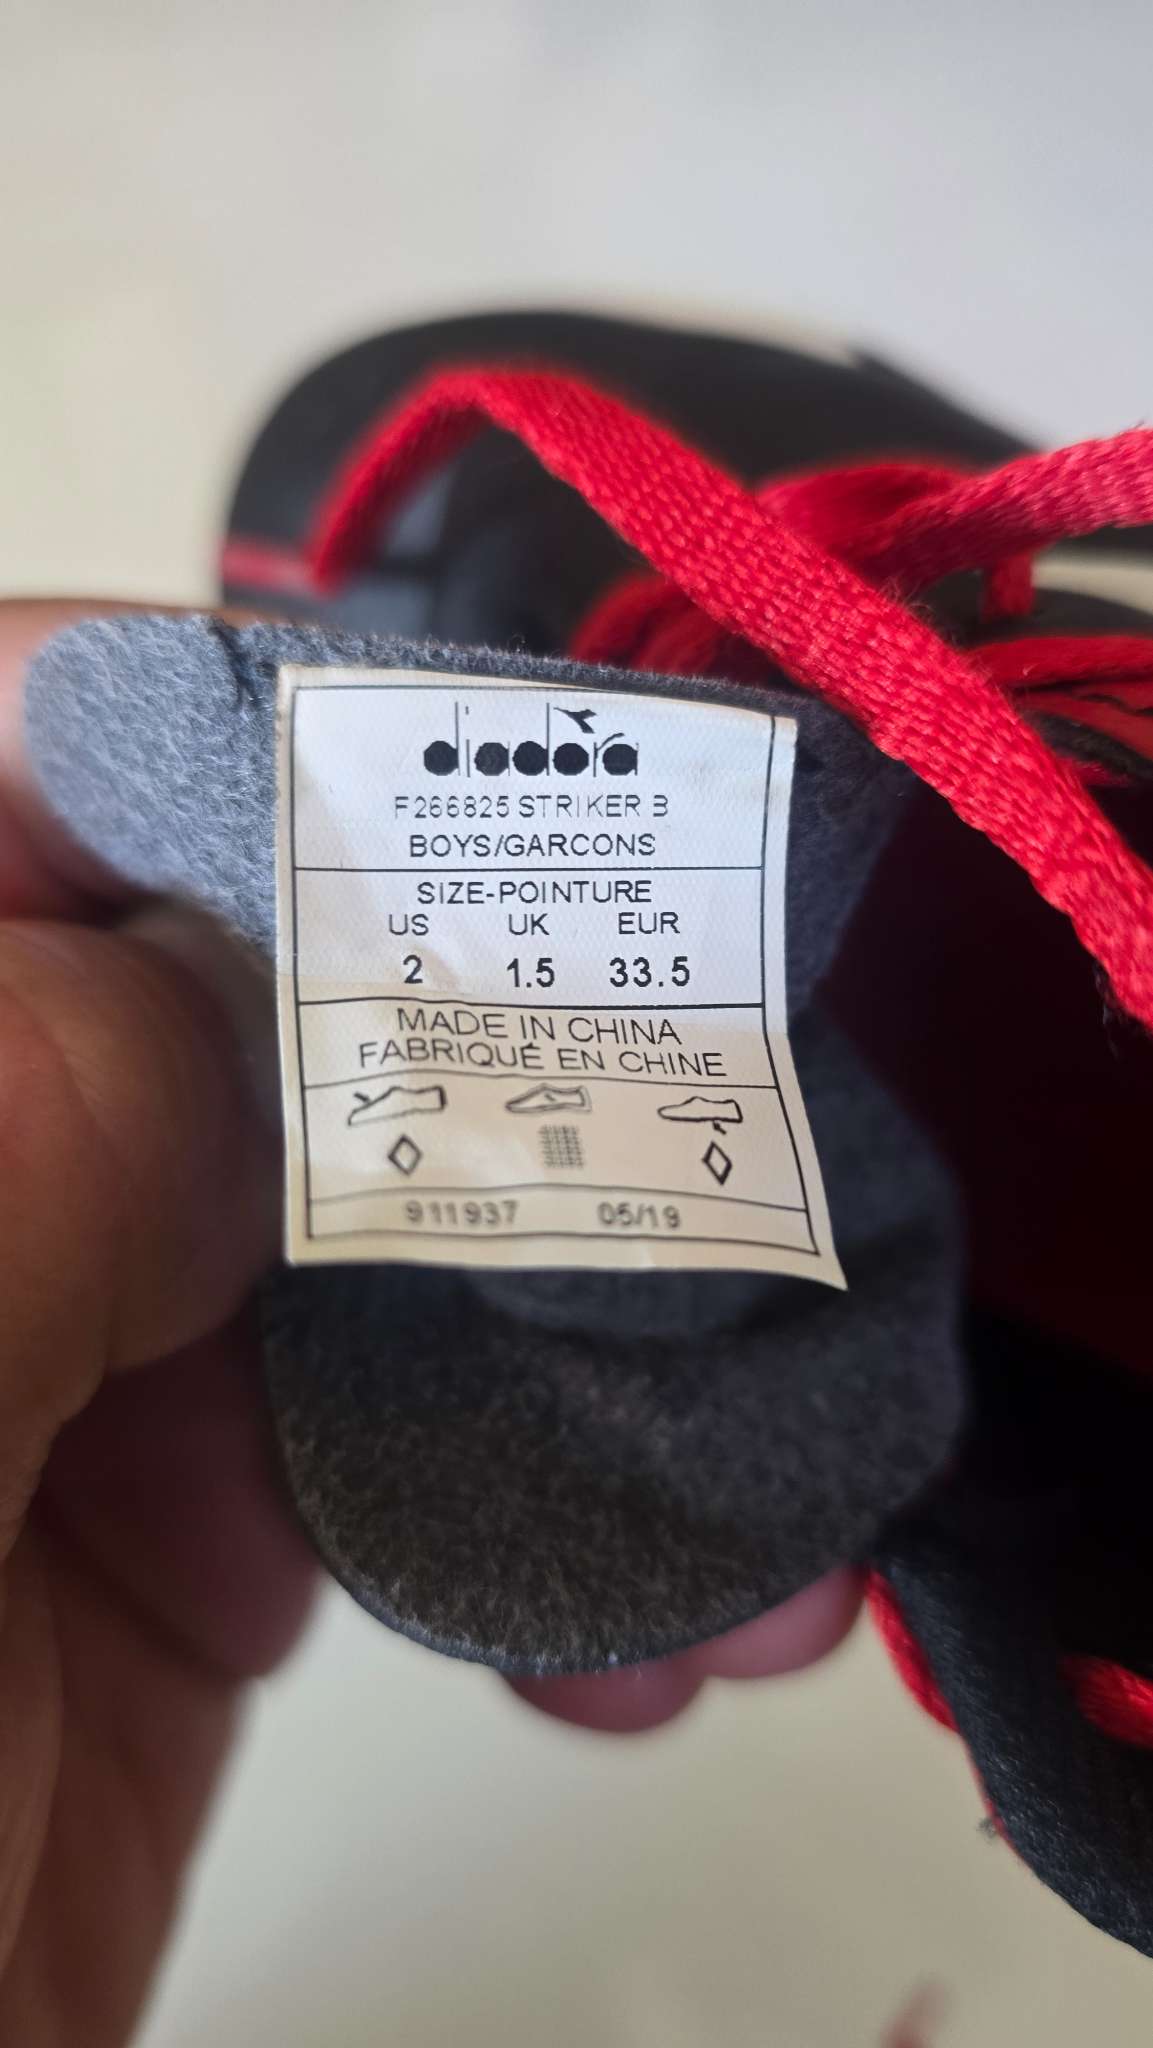 diadora
F266825 STRIKER B
BOYS/GARCONS
SIZE-POINTURE
US UK EUR
2 1.5 33.5
MADE IN CHINA
FABRIQUÉ EN CHINE
911937 05/19